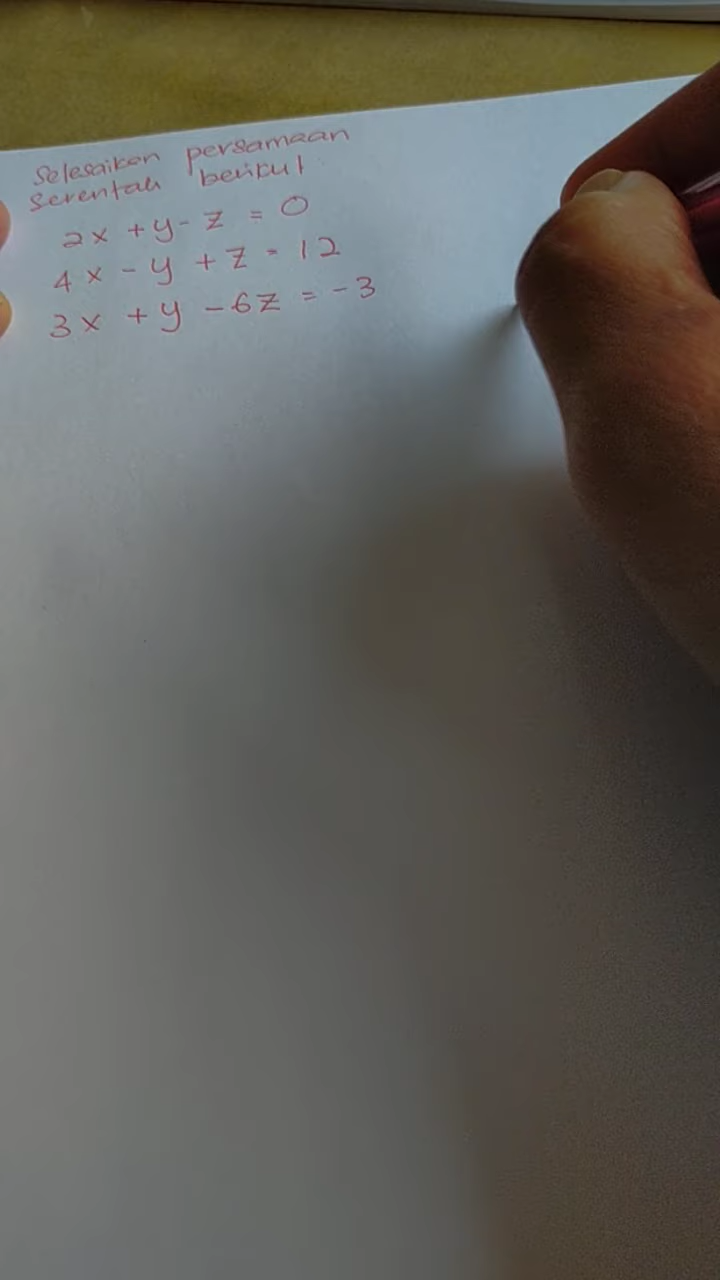 Selesaikan persamaan
serentak berikut
2x + y - z = 0
4x - y + z = 12
3x + y - 6z = -3